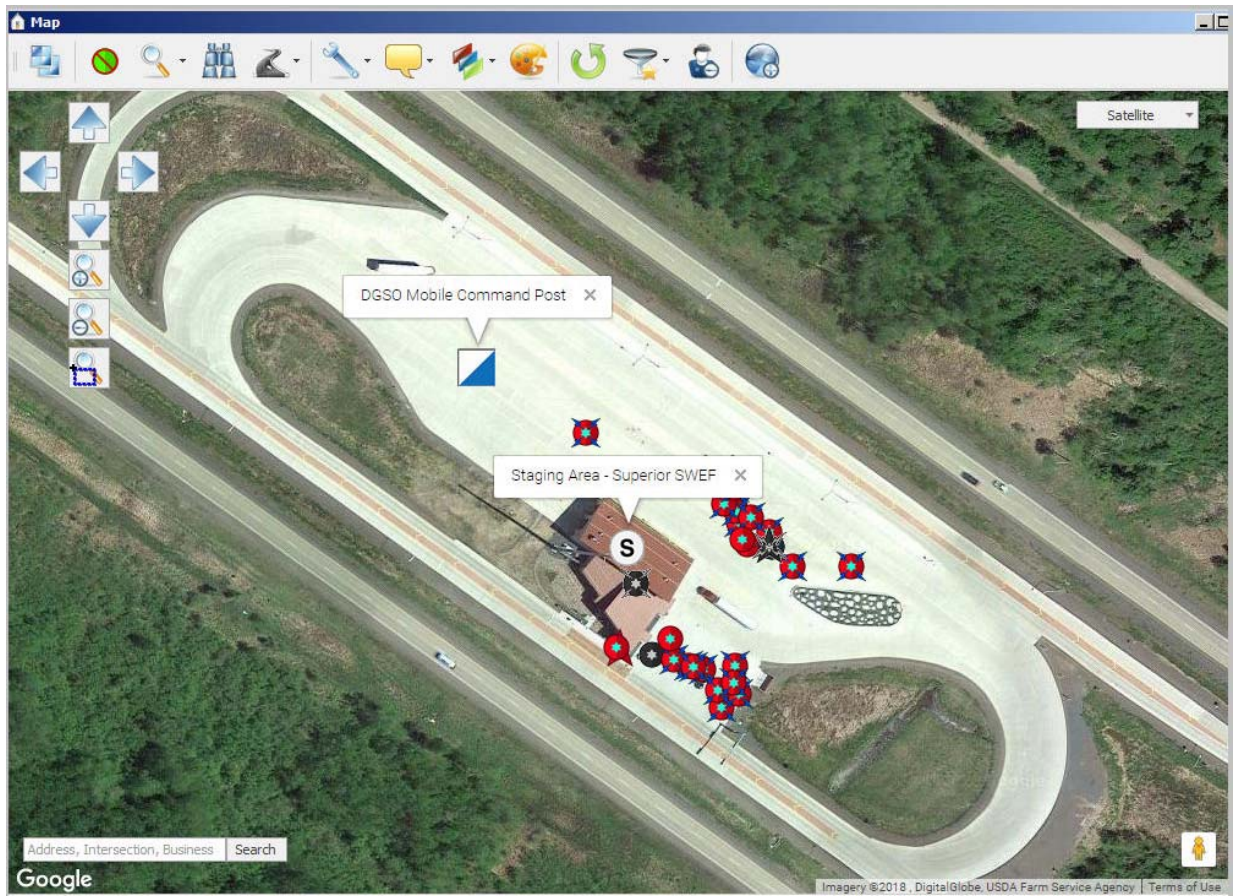 Map
Satellite
DGSO Mobile Command Post
Staging Area - Superior SWEF
S
Address, Intersection, Business Search
Google
Imagery ©2018 , DigitalGlobe, USDA Farm Service Agency Terms of Use